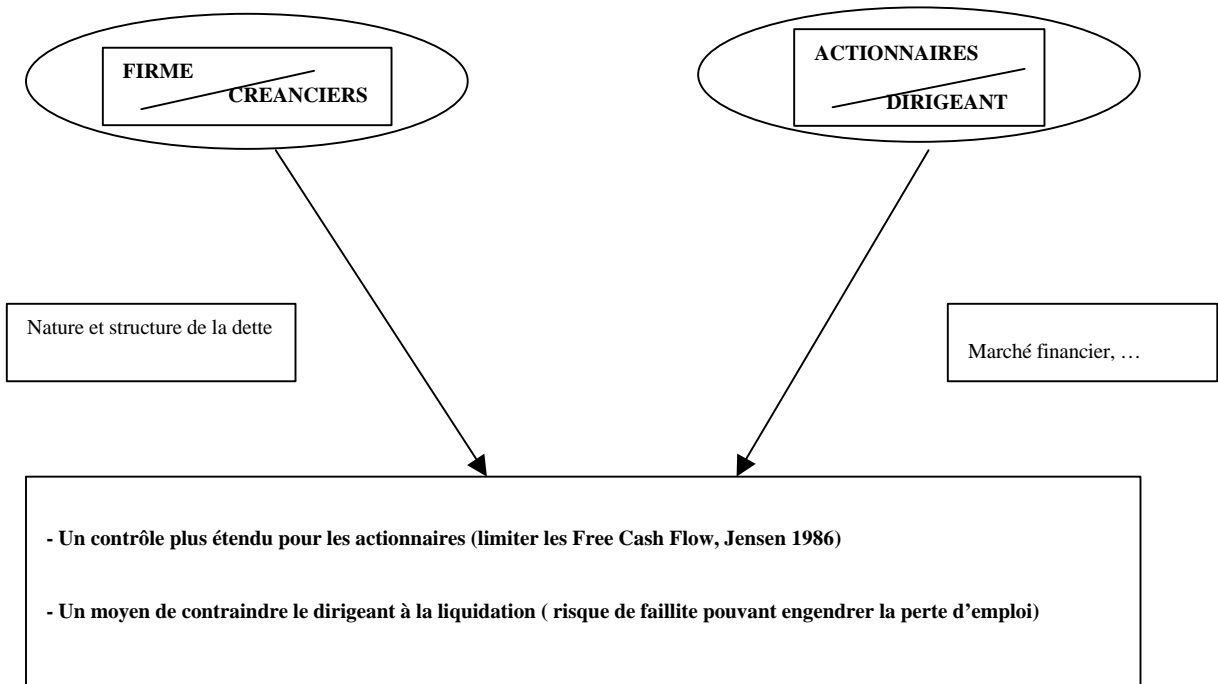 FIRME
CREANCIERS
ACTIONNAIRES
DIRIGEANT
Nature et structure de la dette
Marché financier, …
- Un contrôle plus étendu pour les actionnaires (limiter les Free Cash Flow, Jensen 1986)
- Un moyen de contraindre le dirigeant à la liquidation ( risque de faillite pouvant engendrer la perte d’emploi)